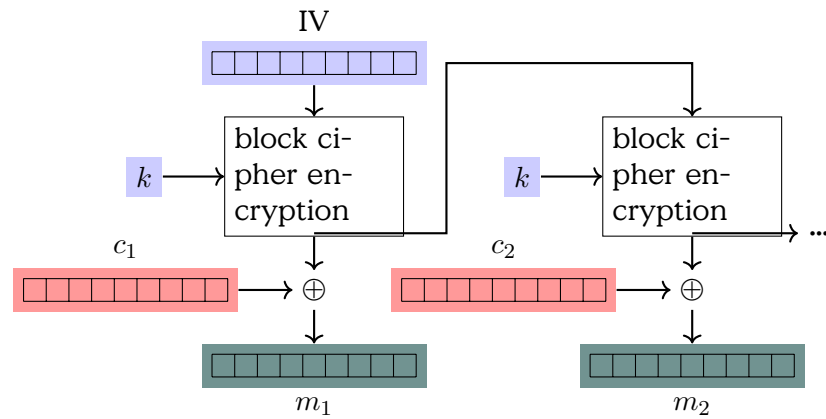 IV
block ci-
pher en-
cryption
k
c1
m1
block ci-
pher en-
cryption
k
c2
m2
...